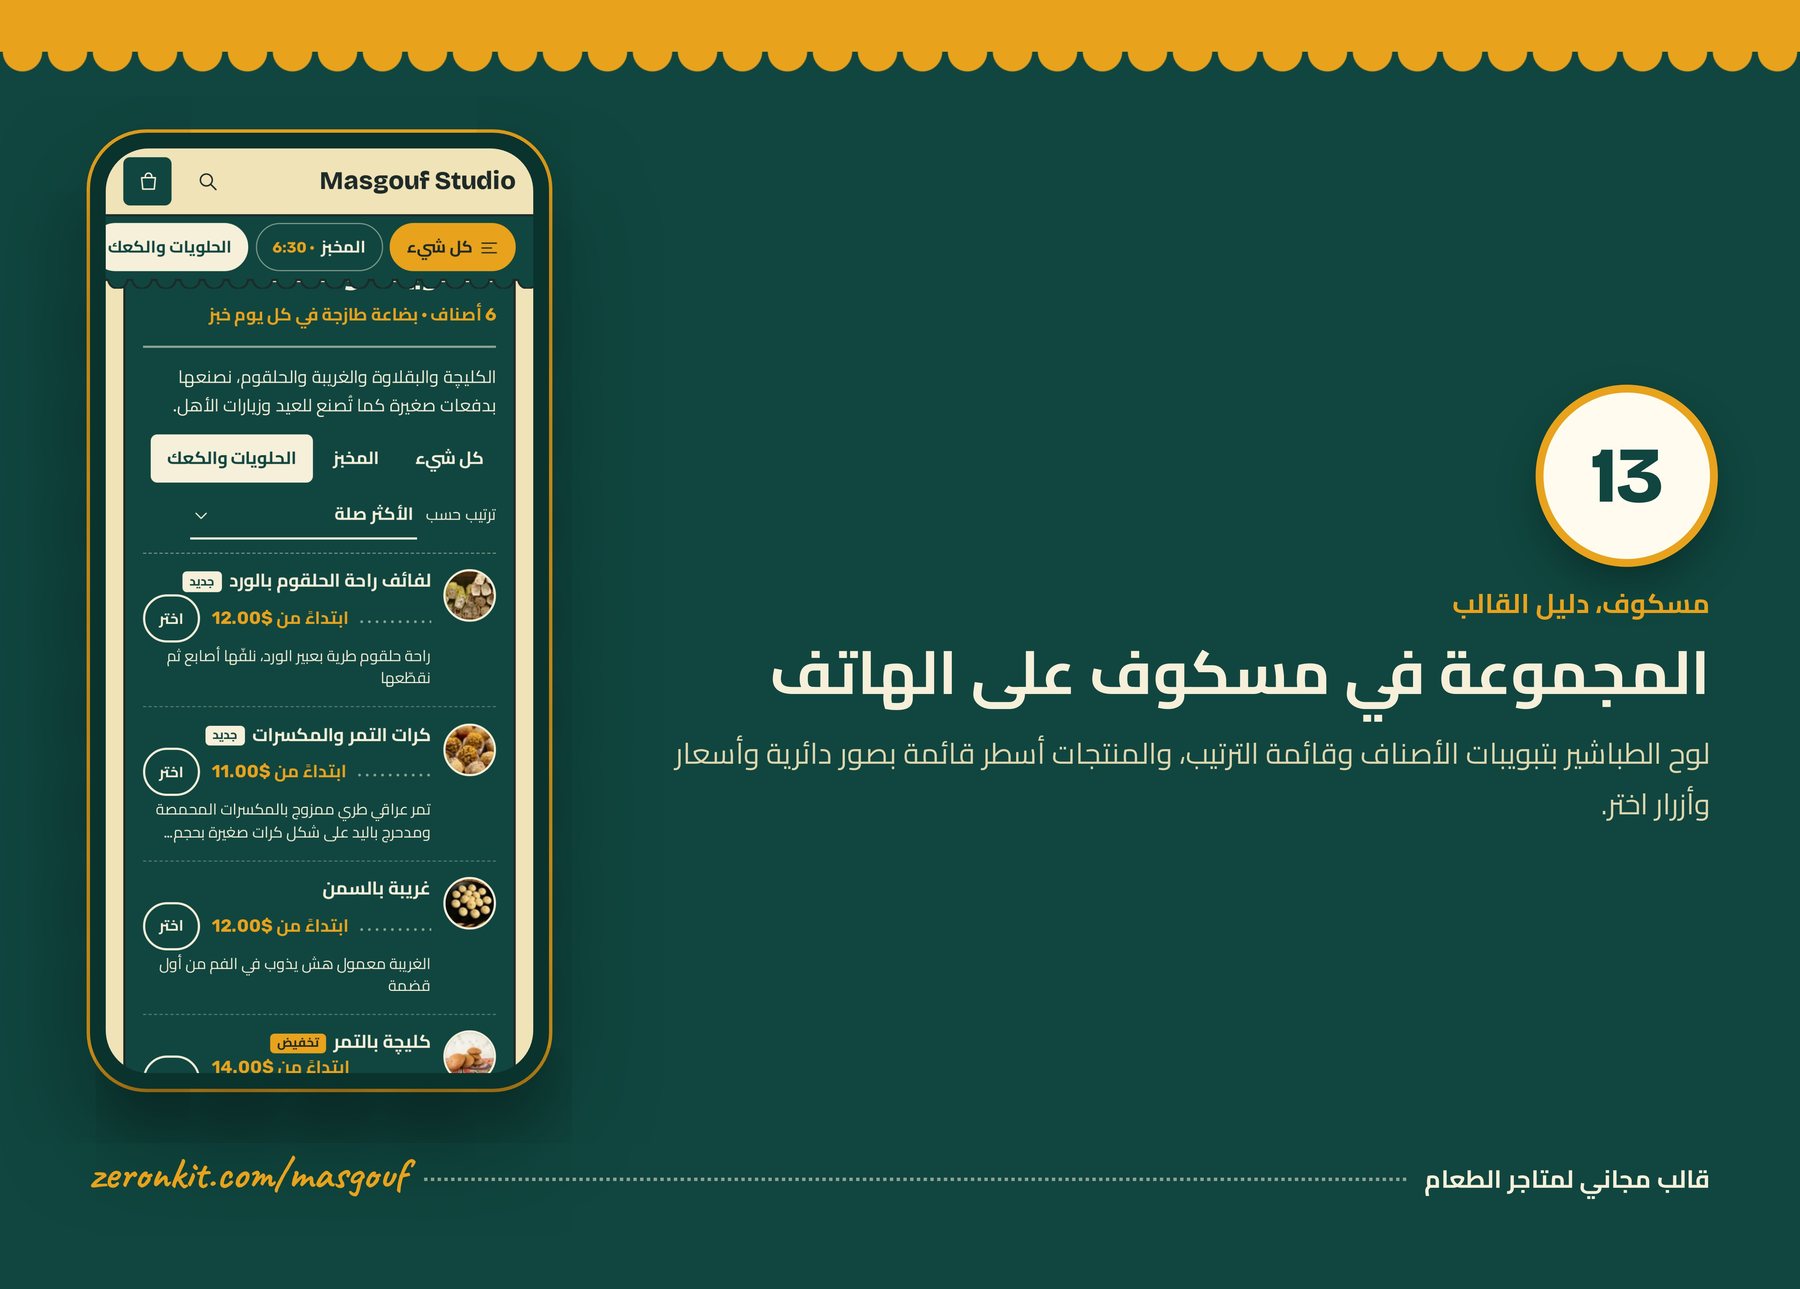 13
مسكوف، دليل القالب
المجموعة في مسكوف على الهاتف
لوح الطباشير بتبويبات الأصناف وقائمة الترتيب، والمنتجات أسطر قائمة بصور دائرية وأسعار
وأزرار اختر.
Masgouf Studio
كل شيء
المخبز • 6:30
الحلويات والكعك
6 أصناف • بضاعة طازجة في كل يوم خبز
الكليچة والبقلاوة والغريبة والحلقوم، نصنعها
بدفعات صغيرة كما تُصنع للعيد وزيارات الأهل.
كل شيء
المخبز
الحلويات والكعك
ترتيب حسب
الأكثر صلة
لفائف راحة الحلقوم بالورد جديد
ابتداءً من $12.00
اختر
راحة حلقوم طرية بعبير الورد، نلفّها أصابع ثم
نقطّعها
كرات التمر والمكسرات جديد
ابتداءً من $11.00
اختر
تمر عراقي طري ممزوج بالمكسرات المحمصة
ومدحرج باليد على شكل كرات صغيرة بحجم...
غريبة بالسمن
ابتداءً من $12.00
اختر
الغريبة معمول هش يذوب في الفم من أول
قضمة
كليچة بالتمر تخفيض
ابتداءً من $14.00
قالب مجاني لمتاجر الطعام
zeronkit.com/masgouf